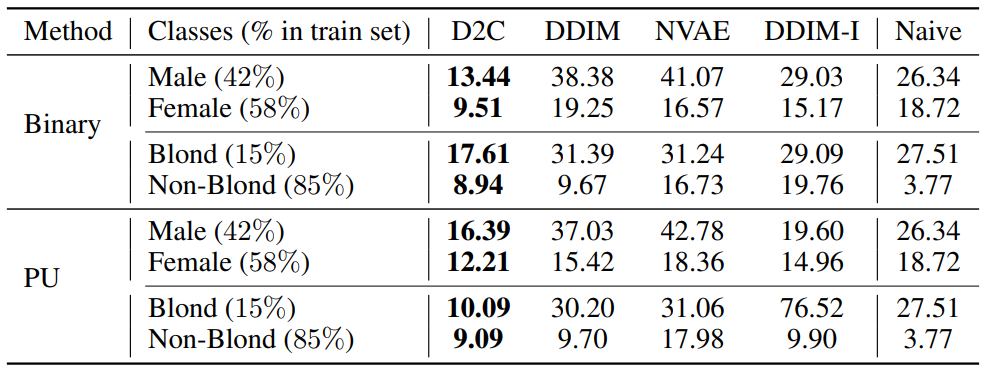 Method Classes (% in train set) D2C DDIM NVAE DDIM-I Naive
Male (42%) 13.44 38.38 41.07 29.03 26.34
Female (58%) 9.51 19.25 16.57 15.17 18.72
Binary
Blond (15%) 17.61 31.39 31.24 29.09 27.51
Non-Blond (85%) 8.94 9.67 16.73 19.76 3.77
Male (42%) 16.39 37.03 42.78 19.60 26.34
Female (58%) 12.21 15.42 18.36 14.96 18.72
PU
Blond (15%) 10.09 30.20 31.06 76.52 27.51
Non-Blond (85%) 9.09 9.70 17.98 9.90 3.77